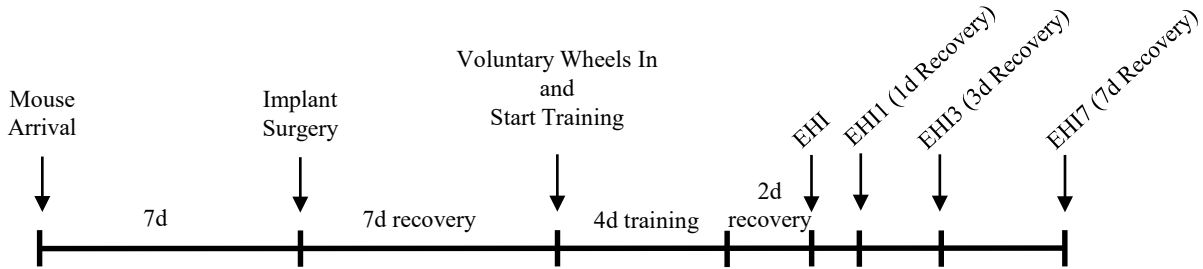 Mouse
Arrival
Implant
Surgery
Voluntary Wheels In
and
Start Training
EHI
EHI1 (1d Recovery)
EHI3 (3d Recovery)
EHI7 (7d Recovery)
7d
7d recovery
4d training
2d
recovery